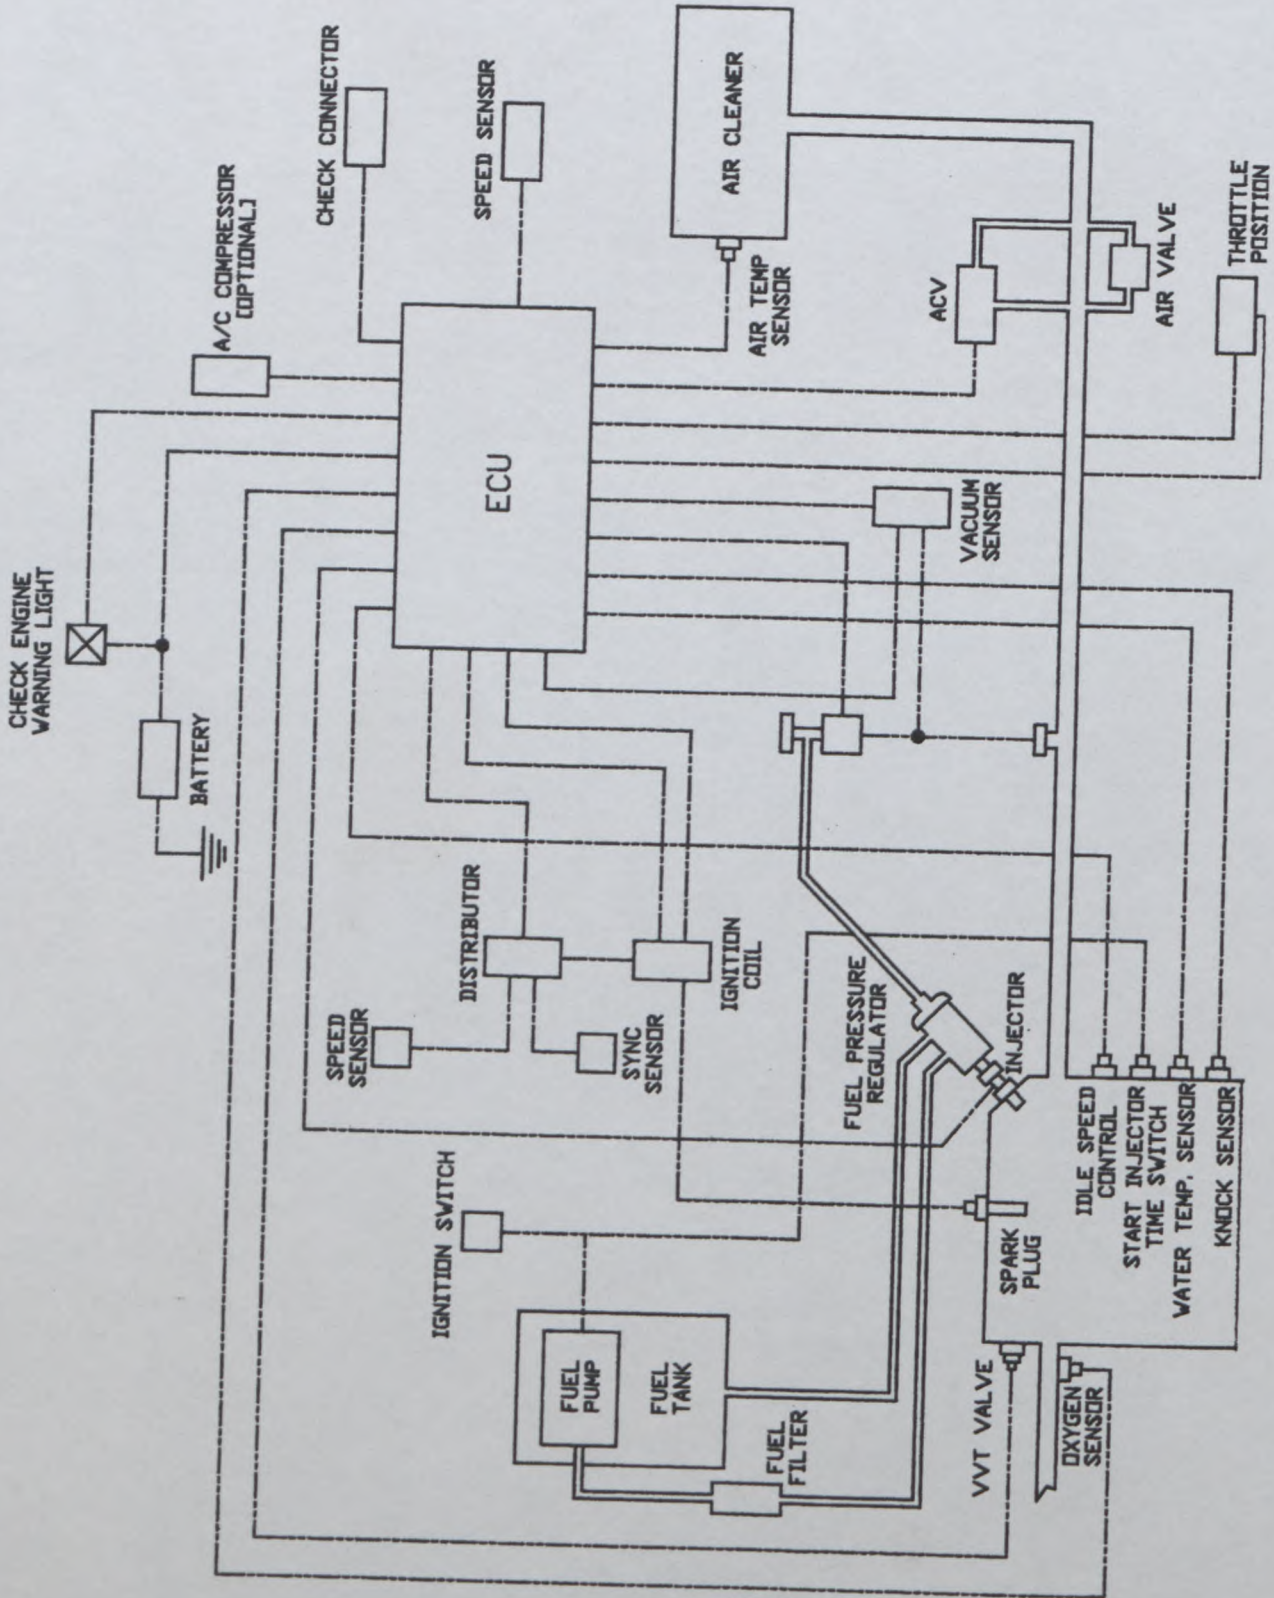 CHECK ENGINE
WARNING LIGHT
BATTERY
A/C COMPRESSOR
[OPTIONAL]
CHECK CONNECTOR
SPEED SENSOR
ECU
AIR CLEANER
AIR TEMP
SENSOR
ACV
AIR VALVE
THROTTLE
POSITION
VACUUM
SENSOR
DISTRIBUTOR
SPEED
SENSOR
SYNC
SENSOR
IGNITION
COIL
FUEL PRESSURE
REGULATOR
INJECTOR
IGNITION SWITCH
FUEL
PUMP
FUEL
TANK
FUEL
FILTER
SPARK
PLUG
VVT VALVE
OXYGEN
SENSOR
IDLE SPEED
CONTROL
START INJECTOR
TIME SWITCH
WATER TEMP. SENSOR
KNOCK SENSOR